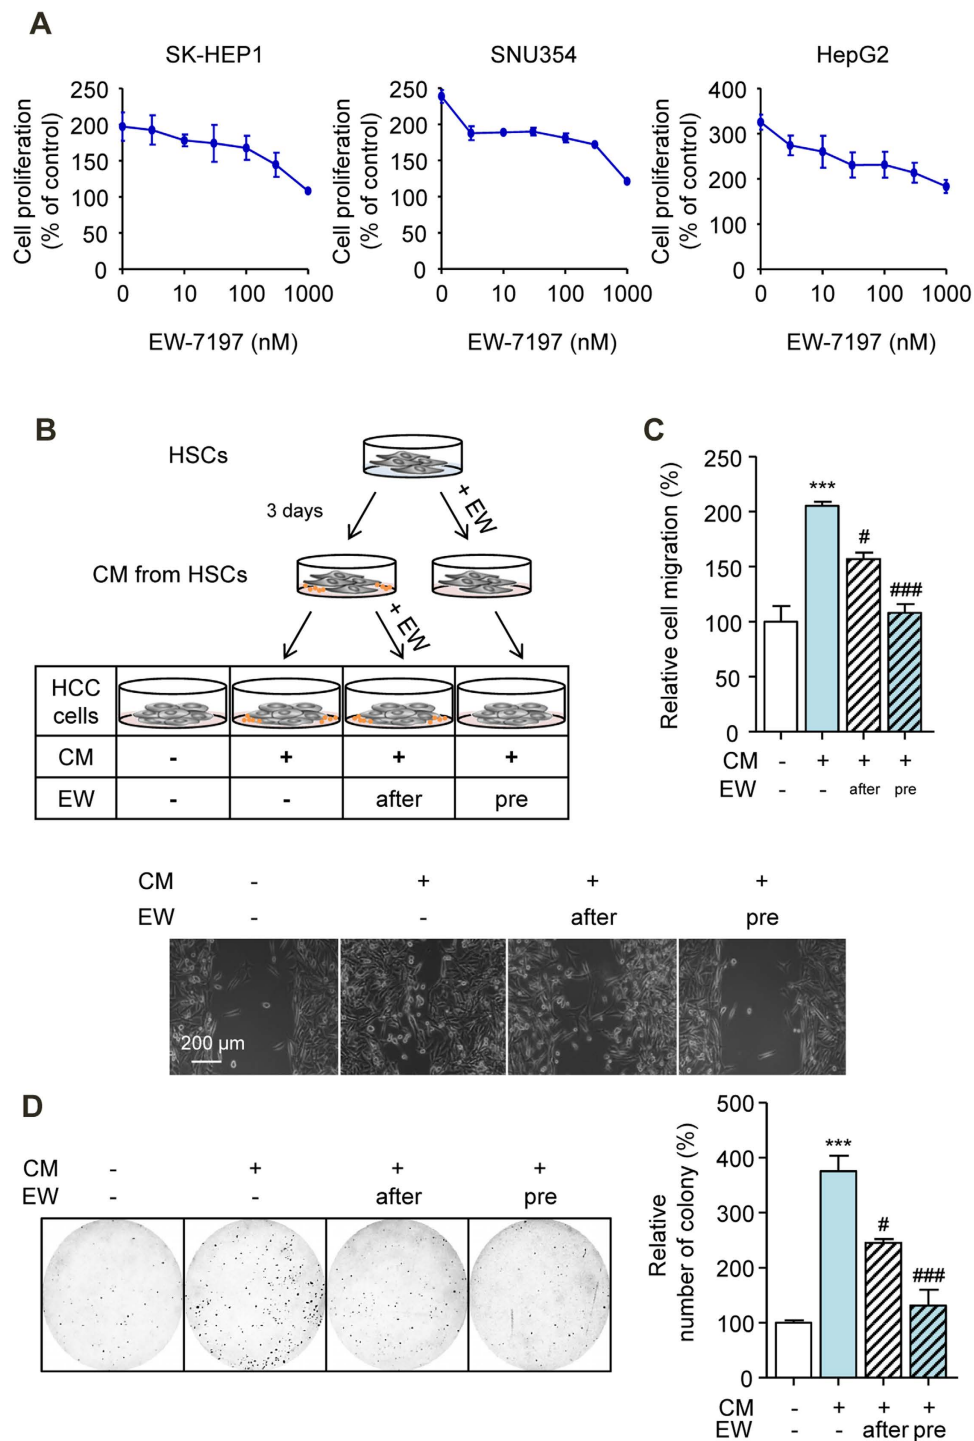 A
SK-HEP1 SNU354 HepG2
Cell proliferation
(% of control)
250
200
150
100
50
0
0 10 100 1000
EW-7197 (nM)
Cell proliferation
(% of control)
250
200
150
100
50
0
0 10 100 1000
EW-7197 (nM)
Cell proliferation
(% of control)
400
300
200
100
0
0 10 100 1000
EW-7197 (nM)
B
HSCs
3 days
+ EW
CM from HSCs
+ EW
HCC
cells
CM - + + +
EW - - after pre
C
Relative cell migration (%)
250
200
150
100
50
0
***
#
###
CM - + + +
EW - - after pre
CM - + + +
EW - - after pre
200 µm
D
CM - + + +
EW - - after pre
Relative
number of colony (%)
500
400
300
200
100
0
***
#
###
CM - + + +
EW - - after pre